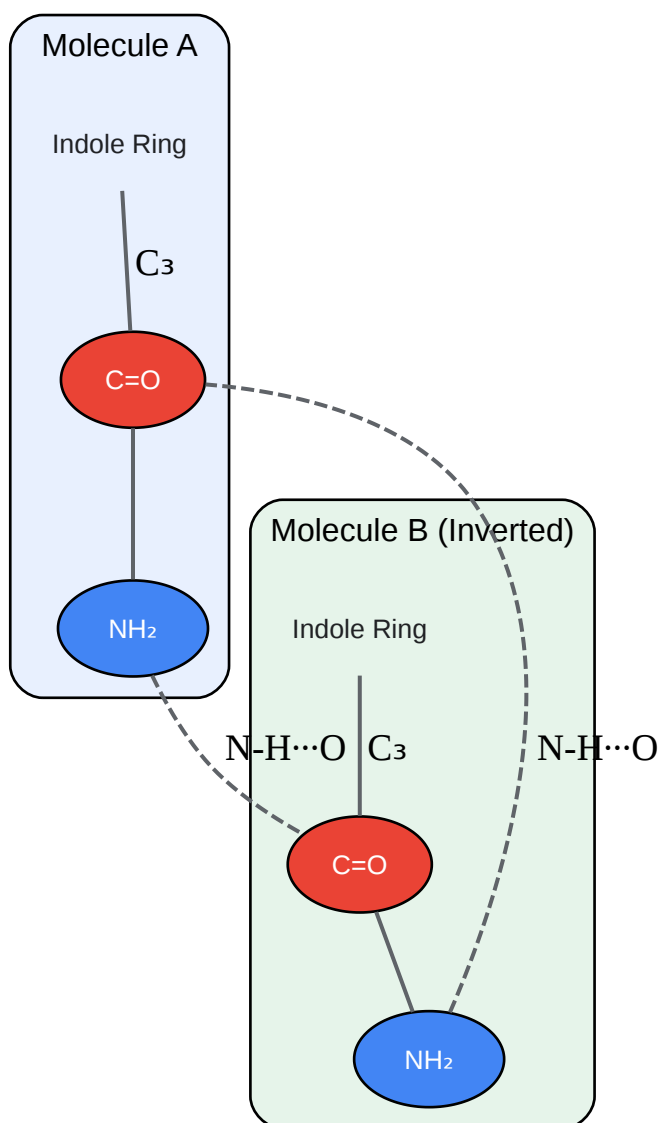 Molecule A
Indole Ring
C₃
C=O
NH₂
Molecule B (Inverted)
Indole Ring
N-H···O
C₃
N-H···O
C=O
NH₂